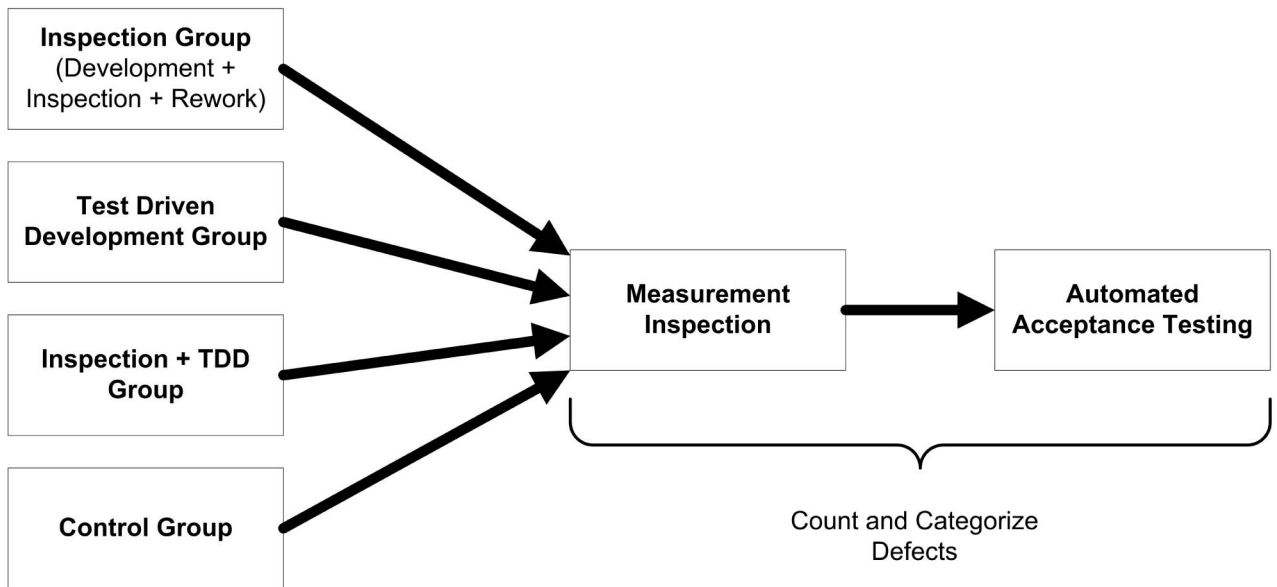 Inspection Group
(Development +
Inspection + Rework)
Test Driven
Development Group
Inspection + TDD
Group
Control Group
Measurement
Inspection
Automated
Acceptance Testing
Count and Categorize
Defects